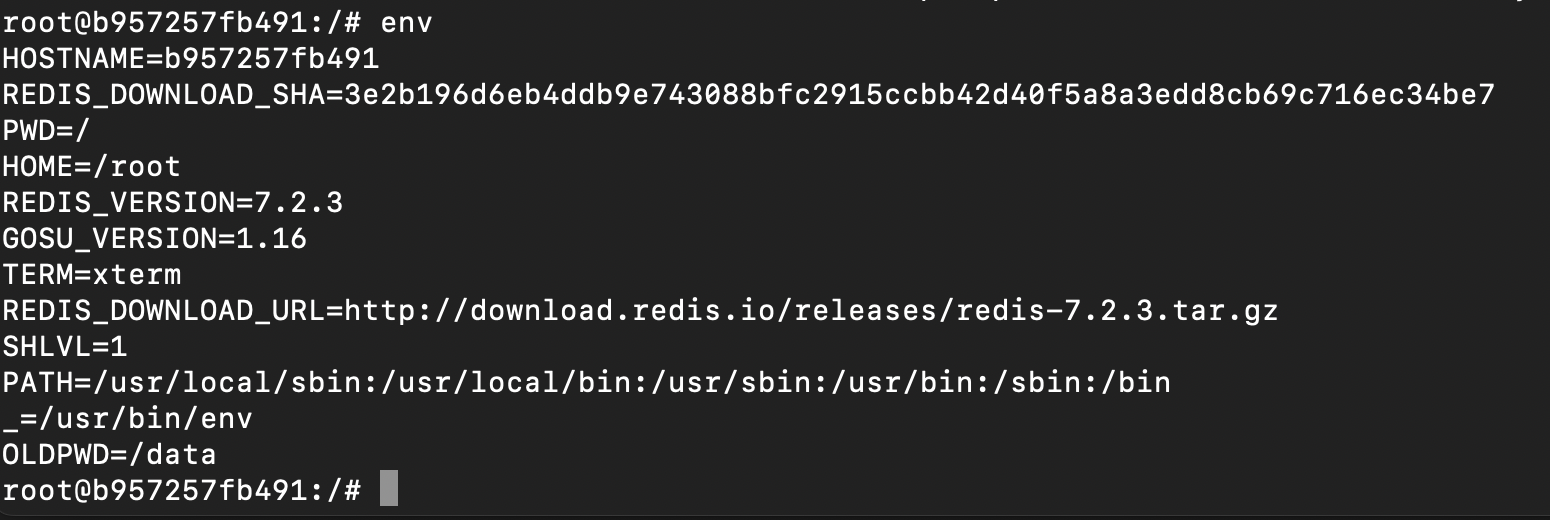 root@b957257fb491:/# env
HOSTNAME=b957257fb491
REDIS_DOWNLOAD_SHA=3e2b196d6eb4ddb9e743088bfc2915ccbb42d40f5a8a3edd8cb69c716ec34be7
PWD=/
HOME=/root
REDIS_VERSION=7.2.3
GOSU_VERSION=1.16
TERM=xterm
REDIS_DOWNLOAD_URL=http://download.redis.io/releases/redis-7.2.3.tar.gz
SHLVL=1
PATH=/usr/local/sbin:/usr/local/bin:/usr/sbin:/usr/bin:/sbin:/bin
_=/usr/bin/env
OLDPWD=/data
root@b957257fb491:/#